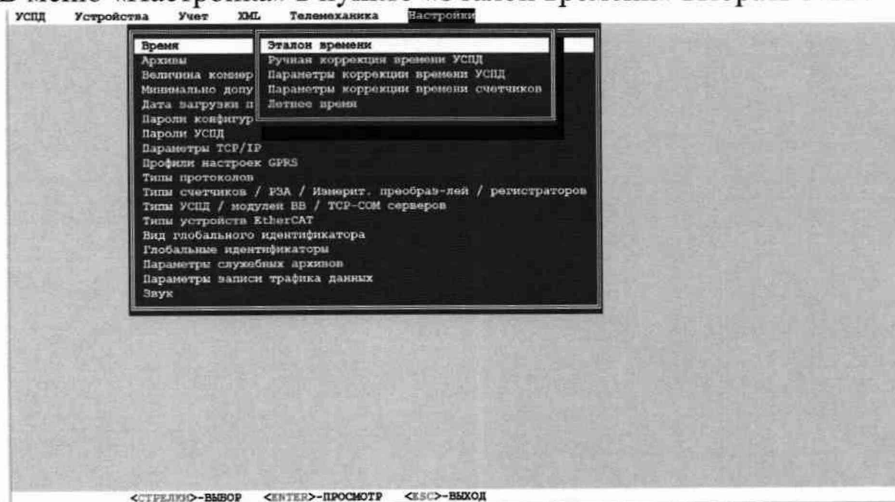 В меню «Настройка» в пункте «Эталон времени»
УСПД Устройства Учет XML Телемеханика Настройки
Время
Архивы
Величина коммер
Минимально допу
Дата загрузки п
Пароли конфигур
Пароли УСПД
Параметры TCP/IP
Профили настроек GPRS
Типы протоколов
Типы счетчиков / РЗА / Измерит. преобраз-лей / регистраторов
Типы УСПД / модулей ВВ / TCP-COM серверов
Типы устройств EtherCAT
Вид глобального идентификатора
Глобальные идентификаторы
Параметры служебных архивов
Параметры записи трафика данных
Звук
Эталон времени
Ручная коррекция времени УСПД
Параметры коррекции времени УСПД
Параметры коррекции времени счетчиков
Летнее время
<СТРЕЛКИ>-ВЫБОР <ENTER>-ПРОСМОТР <ESC>-ВЫХОД